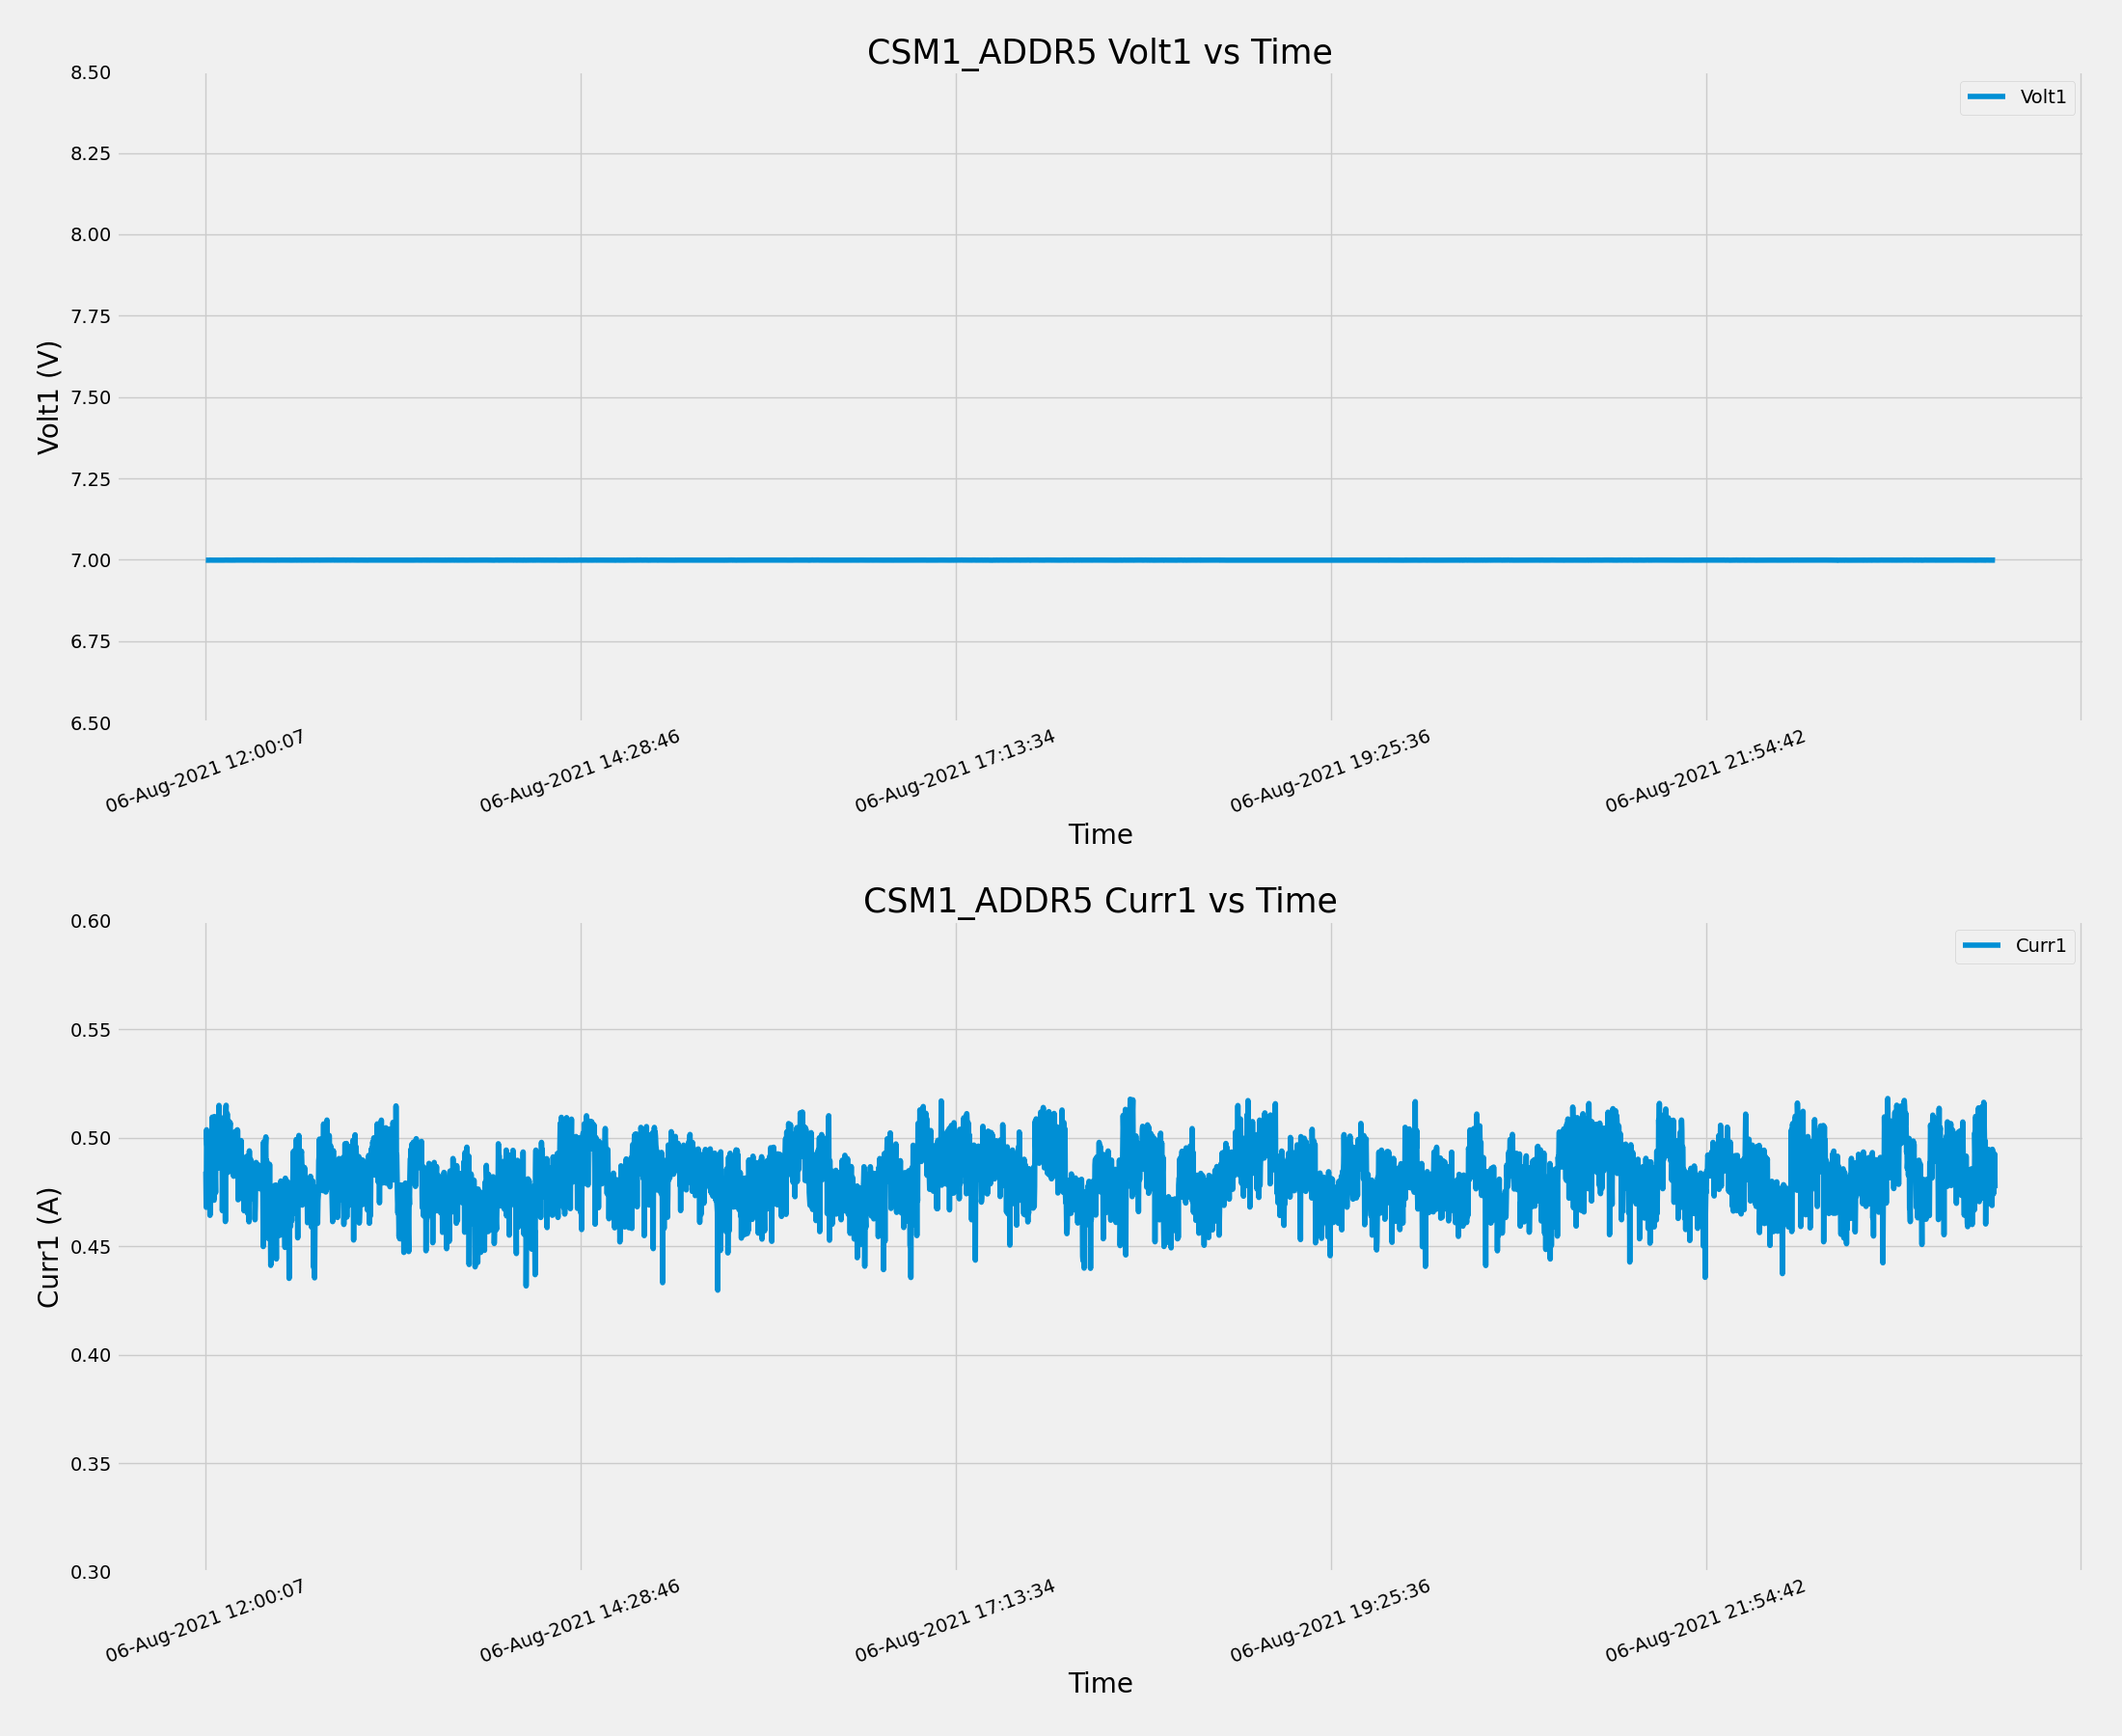 CSM1_ADDR5 Volt1 vs Time
Volt1
8.50
8.25
8.00
7.75
7.50
7.25
7.00
6.75
6.50
Volt1 (V)
06-Aug-2021 12:00:07
06-Aug-2021 14:28:46
06-Aug-2021 17:13:34
06-Aug-2021 19:25:36
06-Aug-2021 21:54:42
Time
CSM1_ADDR5 Curr1 vs Time
Curr1
0.60
0.55
0.50
0.45
0.40
0.35
0.30
Curr1 (A)
06-Aug-2021 12:00:07
06-Aug-2021 14:28:46
06-Aug-2021 17:13:34
06-Aug-2021 19:25:36
06-Aug-2021 21:54:42
Time